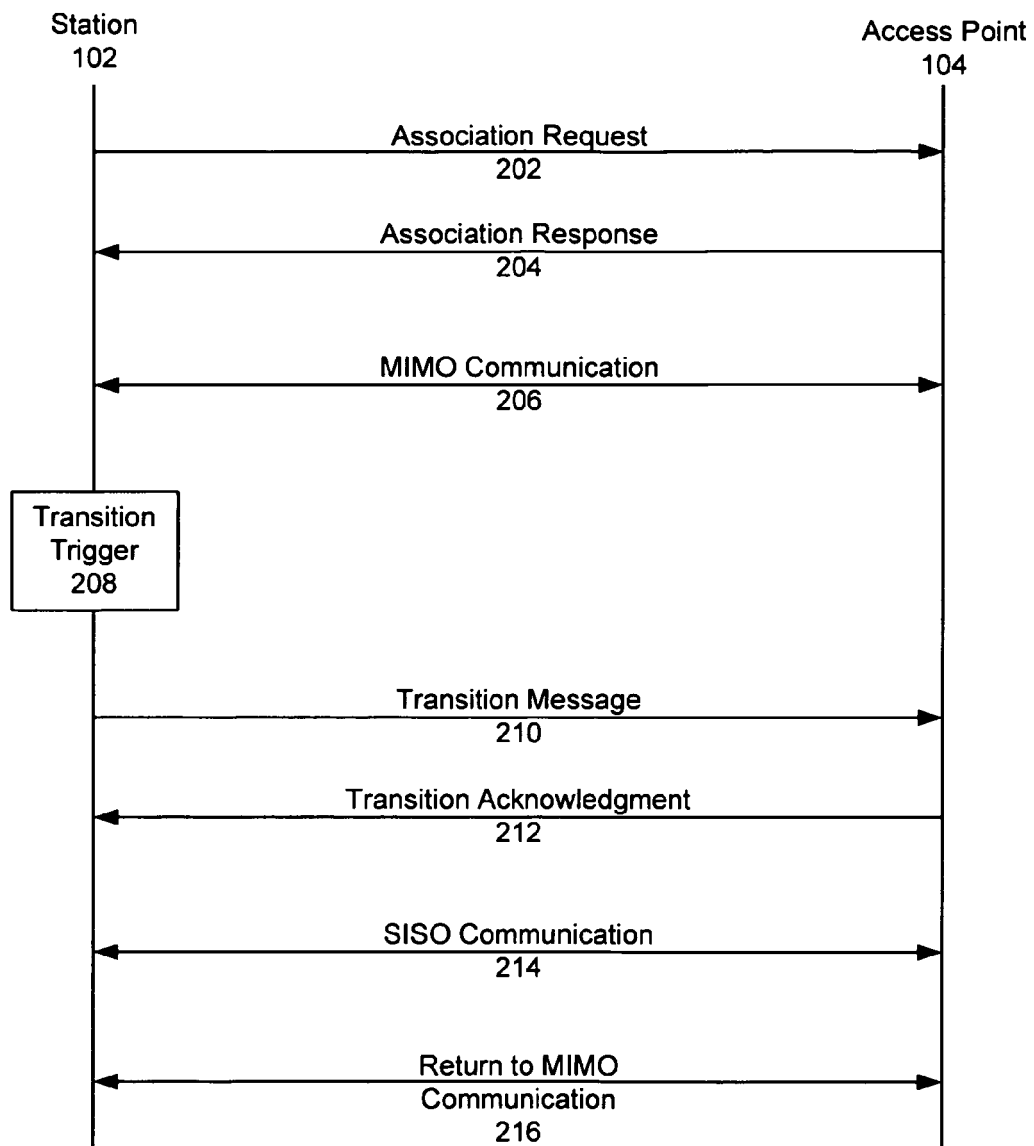 Station
102
Access Point
104
Association Request
202
Association Response
204
MIMO Communication
206
Transition
Trigger
208
Transition Message
210
Transition Acknowledgment
212
SISO Communication
214
Return to MIMO
Communication
216